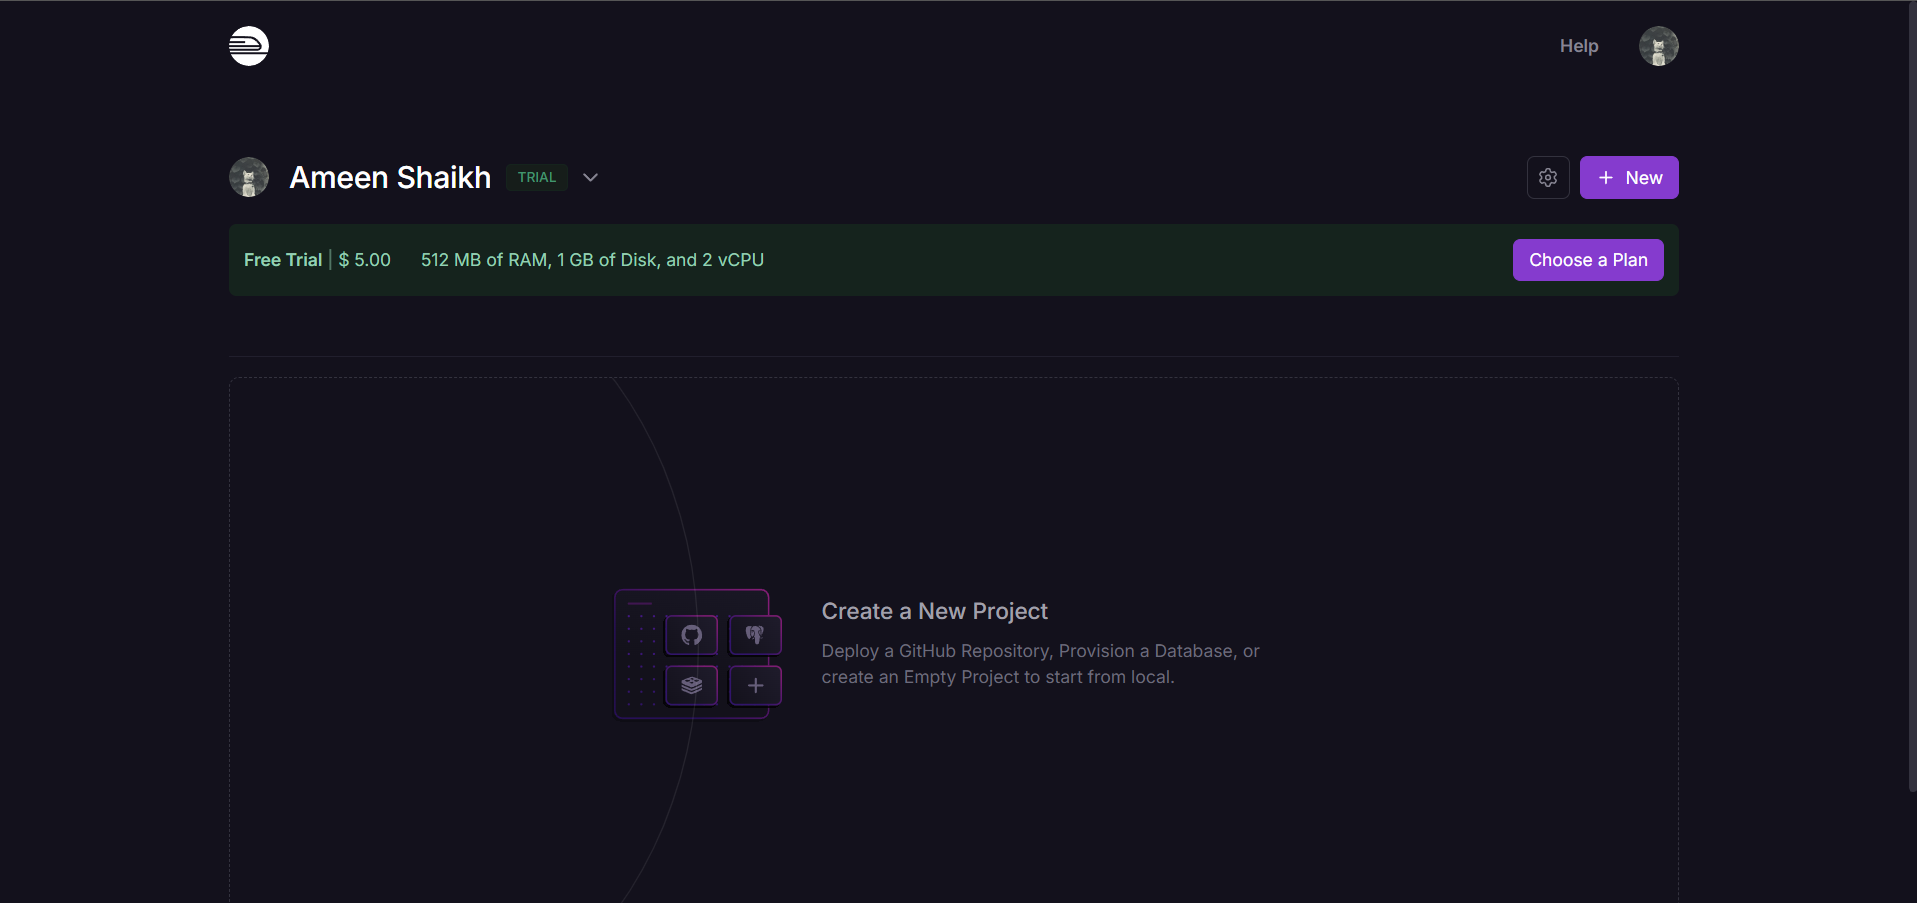 Help
Ameen Shaikh TRIAL
+ New
Free Trial | $ 5.00 512 MB of RAM, 1 GB of Disk, and 2 vCPU
Choose a Plan
Create a New Project
Deploy a GitHub Repository, Provision a Database, or
create an Empty Project to start from local.